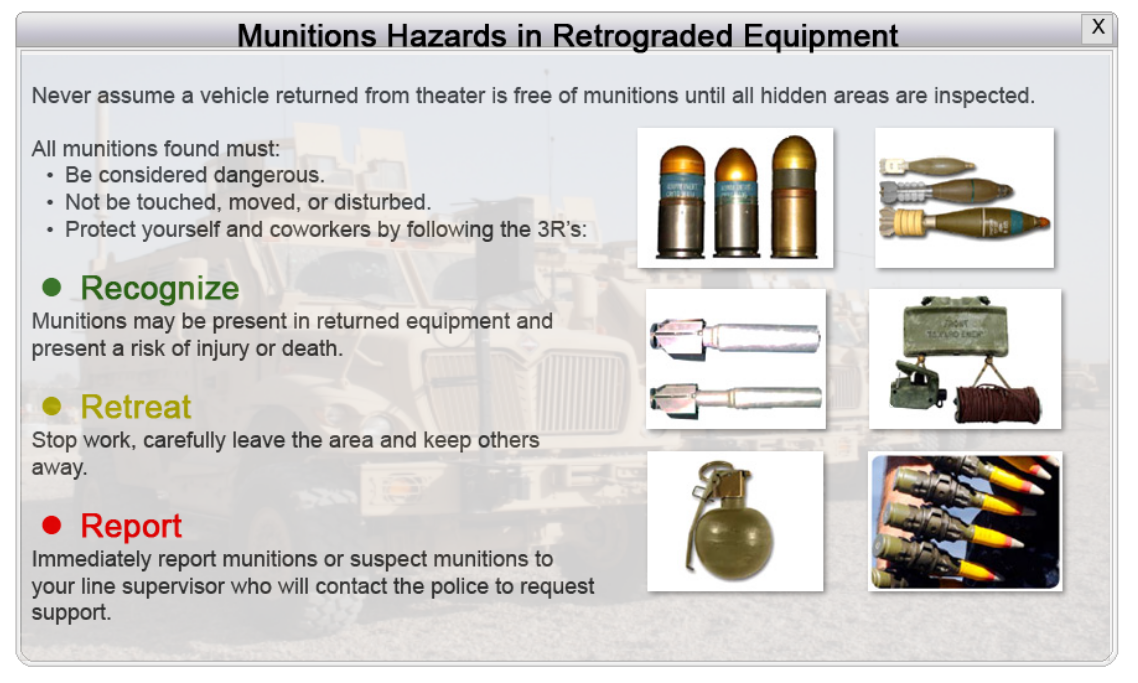 Munitions Hazards in Retrograded Equipment
X
Never assume a vehicle returned from theater is free of munitions until all hidden areas are inspected.
All munitions found must:
• Be considered dangerous.
• Not be touched, moved, or disturbed.
• Protect yourself and coworkers by following the 3R's:
• Recognize
Munitions may be present in returned equipment and
present a risk of injury or death.
• Retreat
Stop work, carefully leave the area and keep others
away.
• Report
Immediately report munitions or suspect munitions to
your line supervisor who will contact the police to request
support.
FRONT